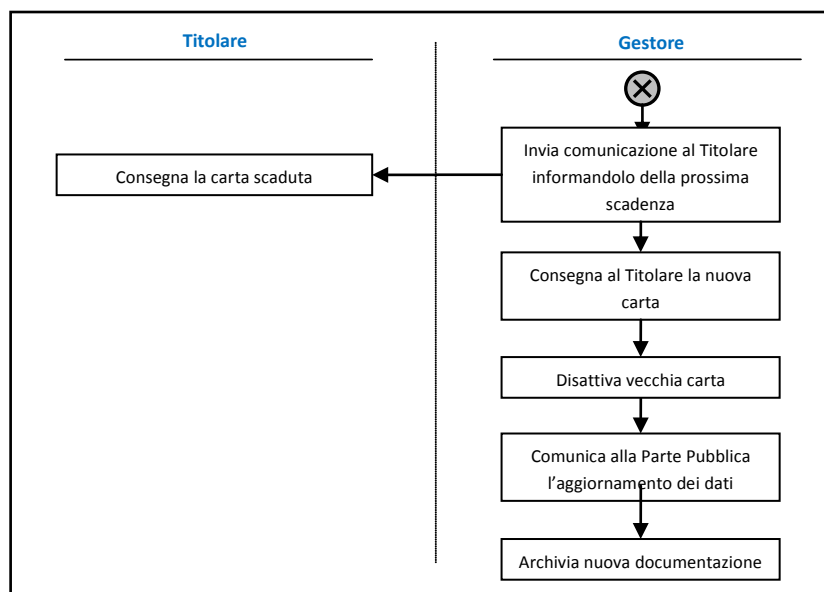 Titolare
Gestore
Invia comunicazione al Titolare
informandolo della prossima
scadenza
Consegna la carta scaduta
Consegna al Titolare la nuova
carta
Disattiva vecchia carta
Comunica alla Parte Pubblica
l’aggiornamento dei dati
Archivia nuova documentazione